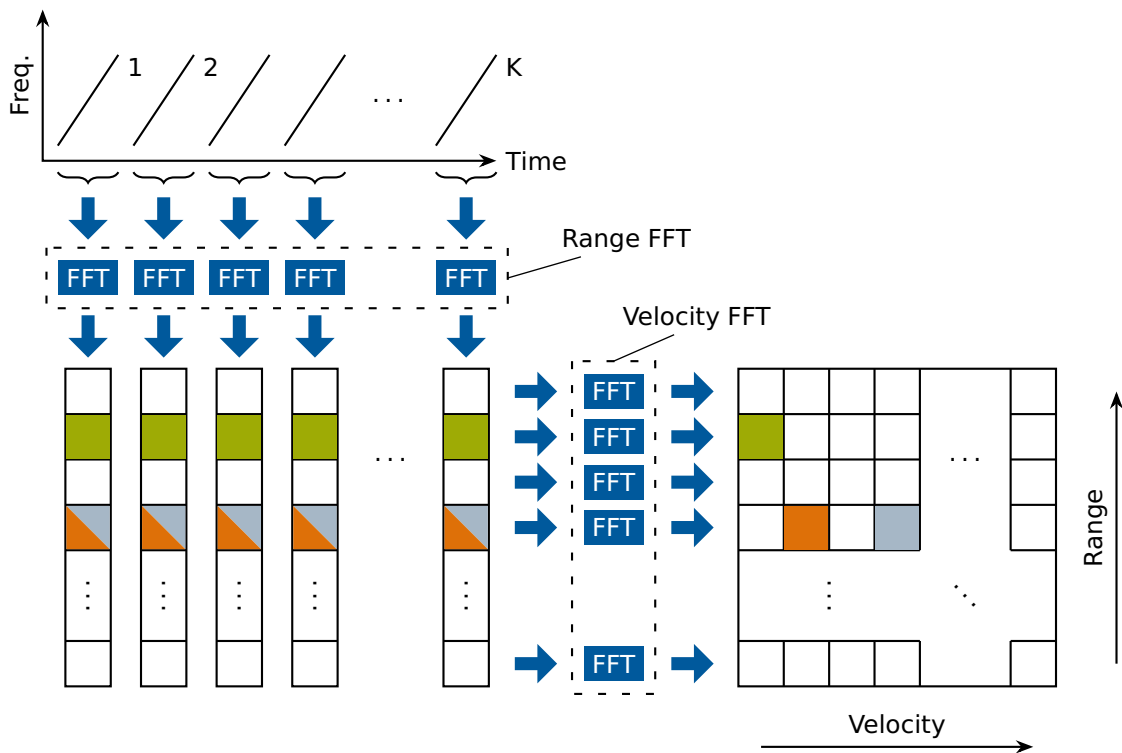 Freq.
1
2
K
. . .
Time
Range FFT
FFT FFT FFT FFT FFT
Velocity FFT
FFT
FFT
. . .
. . .
FFT
FFT
Range
. . .
. . .
. . .
. . .
. . .
. . .
. . .
FFT
Velocity